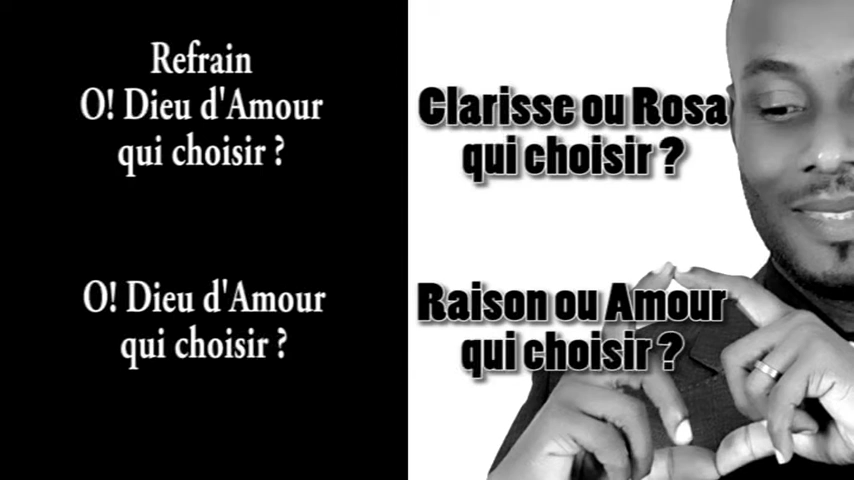 Refrain
O! Dieu d'Amour
qui choisir ?
O! Dieu d'Amour
qui choisir ?
Clarisse ou Rosa
qui choisir ?
Raison ou Amour
qui choisir ?